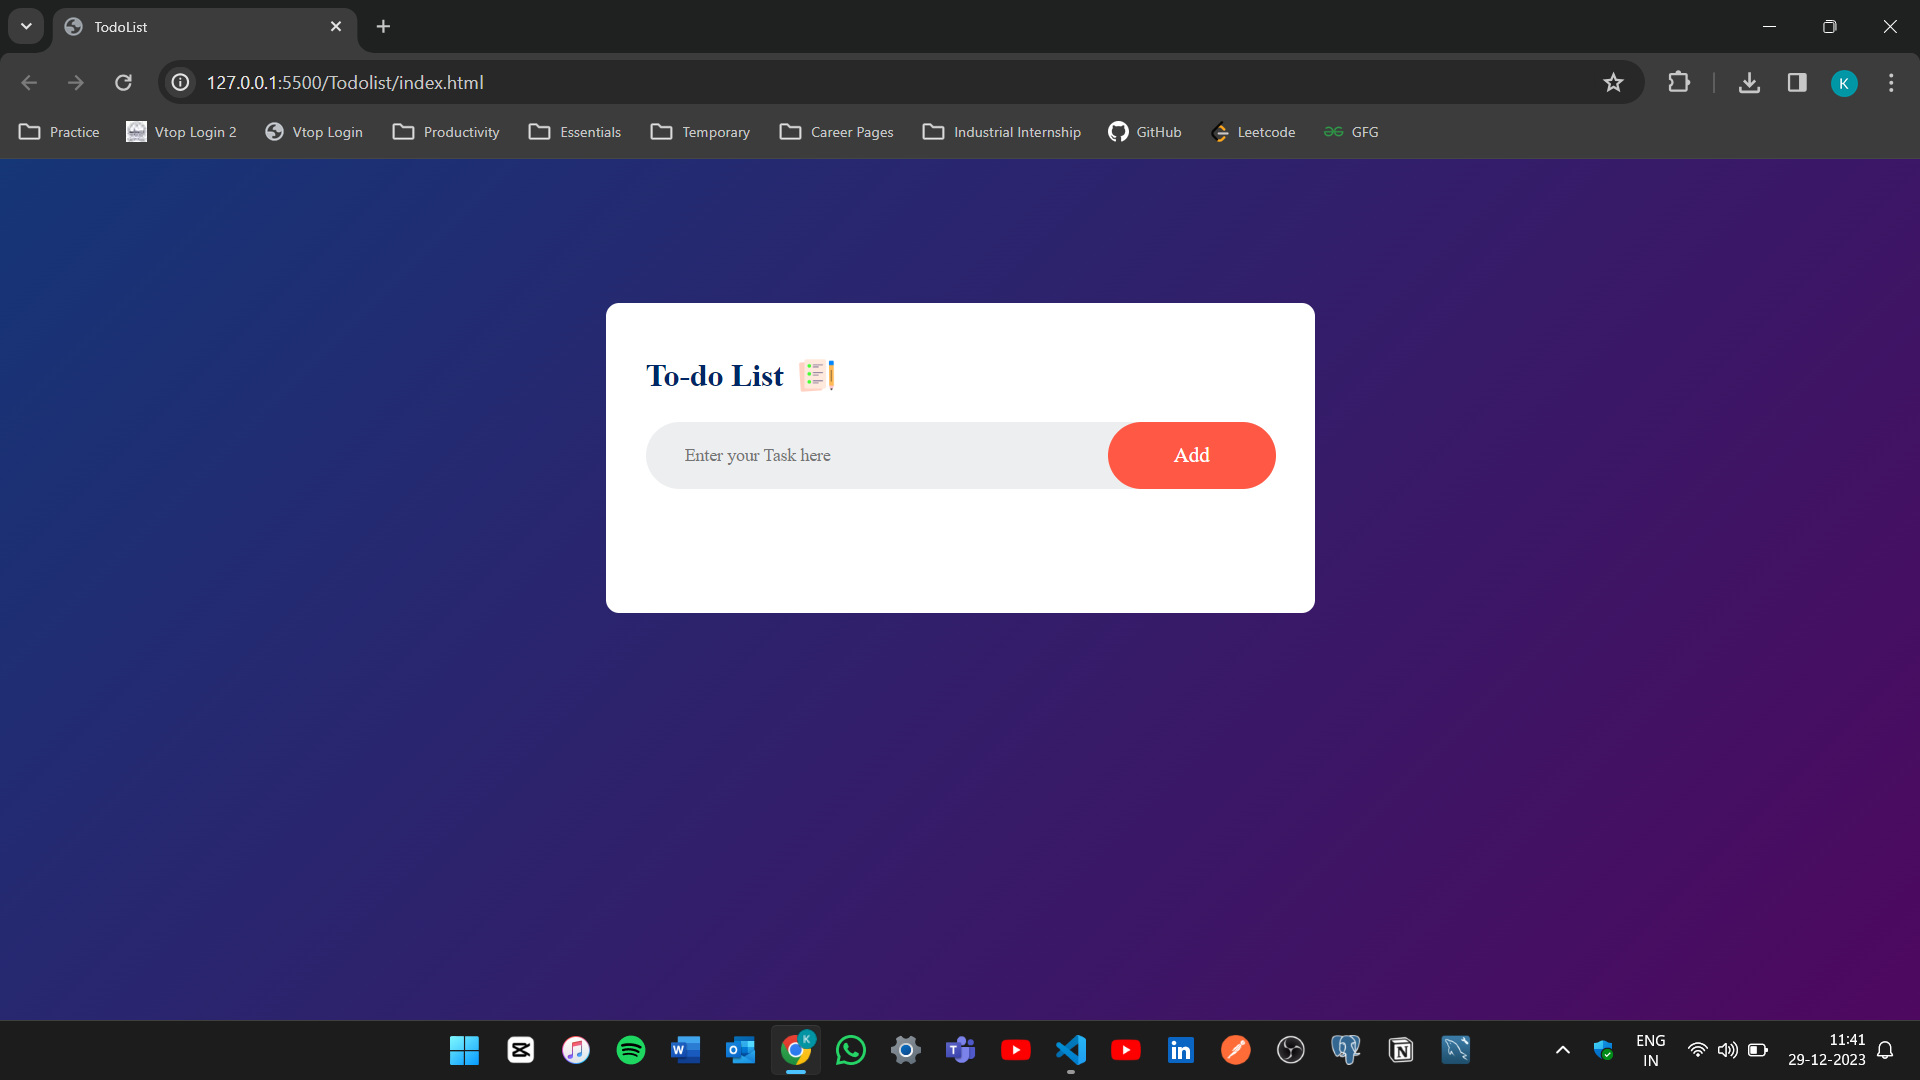 TodoList
127.0.0.1:5500/Todolist/index.html
K
Practice
Vtop Login 2
Vtop Login
Productivity
Essentials
Temporary
Career Pages
Industrial Internship
GitHub
Leetcode
GFG
To-do List
Enter your Task here
Add
W
O
K
T
in
N
ENG
IN
11:41
29-12-2023